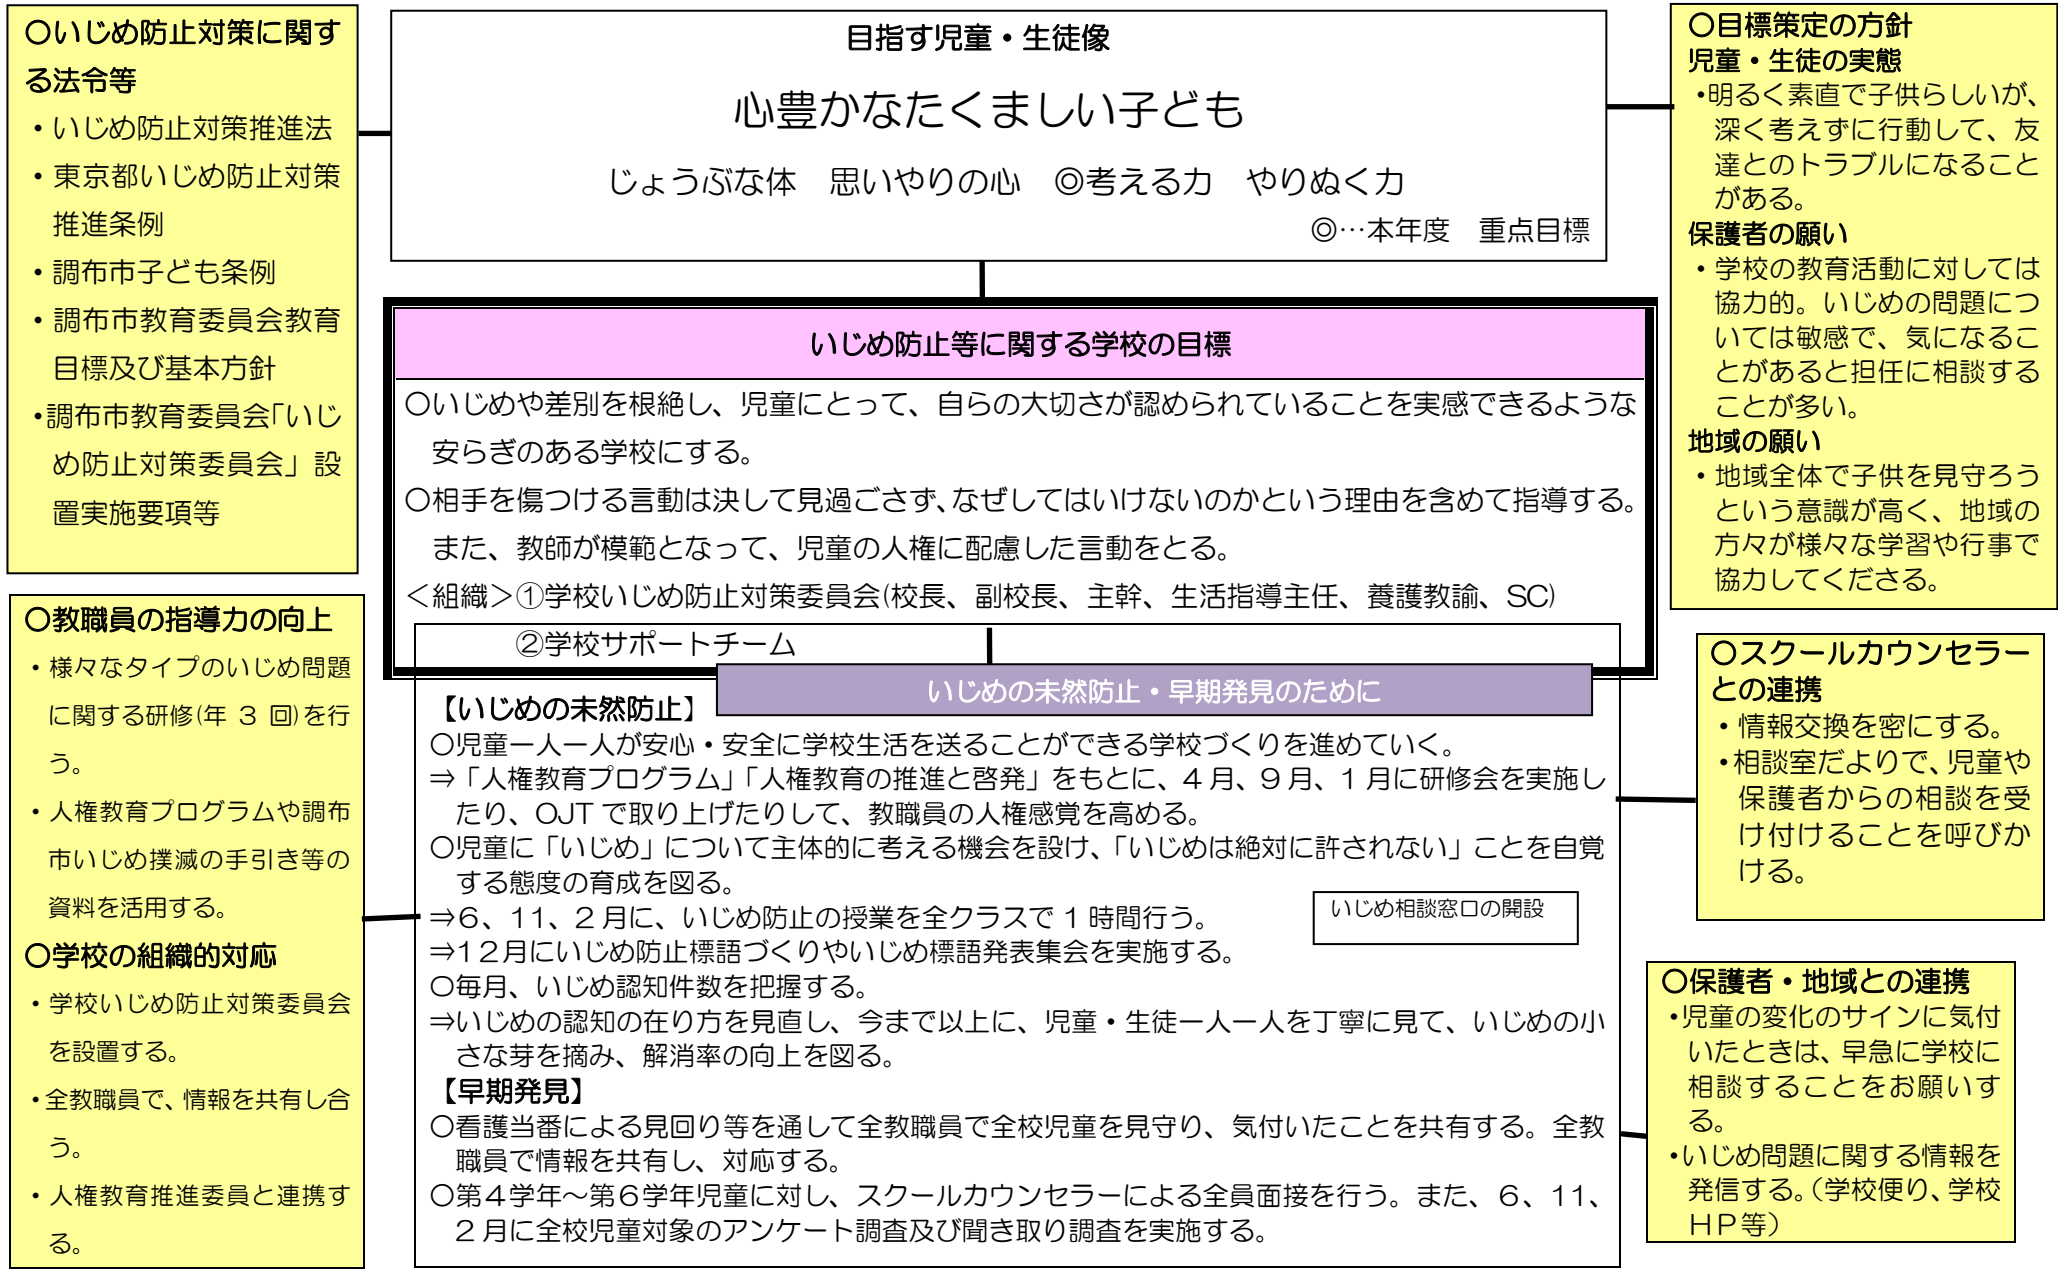 〇いじめ防止対策に関す
る法令等
・いじめ防止対策推進法
・東京都いじめ防止対策
推進条例
・調布市子ども条例
・調布市教育委員会教育
目標及び基本方針
・調布市教育委員会「いじ
め防止対策委員会」設
置実施要項等
目指す児童・生徒像
心豊かなたくましい子ども
じょうぶな体　思いやりの心　◎考える力　やりぬく力
◎…本年度　重点目標
〇目標策定の方針
児童・生徒の実態
・明るく素直で子供らしいが、
深く考えずに行動して、友
達とのトラブルになること
がある。
保護者の願い
・学校の教育活動に対しては
協力的。いじめの問題につ
いては敏感で、気になるこ
とがあると担任に相談する
ことが多い。
地域の願い
・地域全体で子供を見守ろう
という意識が高く、地域の
方々が様々な学習や行事で
協力してくださる。
いじめ防止等に関する学校の目標
〇いじめや差別を根絶し、児童にとって、自らの大切さが認められていることを実感できるような
安らぎのある学校にする。
〇相手を傷つける言動は決して見過ごさず、なぜしてはいけないのかという理由を含めて指導する。
また、教師が模範となって、児童の人権に配慮した言動をとる。
＜組織＞①学校いじめ防止対策委員会(校長、副校長、主幹、生活指導主任、養護教諭、SC)
②学校サポートチーム
〇教職員の指導力の向上
・様々なタイプのいじめ問題
に関する研修(年 3 回)を行
う。
・人権教育プログラムや調布
市いじめ撲滅の手引き等の
資料を活用する。
〇学校の組織的対応
・学校いじめ防止対策委員会
を設置する。
・全教職員で、情報を共有し合
う。
・人権教育推進委員と連携す
る。
いじめの未然防止・早期発見のために
【いじめの未然防止】
〇児童一人一人が安心・安全に学校生活を送ることができる学校づくりを進めていく。
⇒「人権教育プログラム」「人権教育の推進と啓発」をもとに、４月、９月、１月に研修会を実施し
たり、OJT で取り上げたりして、教職員の人権感覚を高める。
〇児童に「いじめ」について主体的に考える機会を設け、「いじめは絶対に許されない」ことを自覚
する態度の育成を図る。
⇒６、11、２月に、いじめ防止の授業を全クラスで 1 時間行う。
いじめ相談窓口の開設
⇒12月にいじめ防止標語づくりやいじめ標語発表集会を実施する。
〇毎月、いじめ認知件数を把握する。
⇒いじめの認知の在り方を見直し、今まで以上に、児童・生徒一人一人を丁寧に見て、いじめの小
さな芽を摘み、解消率の向上を図る。
【早期発見】
〇看護当番による見回り等を通して全教職員で全校児童を見守り、気付いたことを共有する。全教
職員で情報を共有し、対応する。
〇第４学年～第６学年児童に対し、スクールカウンセラーによる全員面接を行う。また、６、11、
２月に全校児童対象のアンケート調査及び聞き取り調査を実施する。
〇スクールカウンセラー
との連携
・情報交換を密にする。
・相談室だよりで、児童や
保護者からの相談を受
け付けることを呼びか
ける。
〇保護者・地域との連携
・児童の変化のサインに気付
いたときは、早急に学校に
相談することをお願いす
る。
・いじめ問題に関する情報を
発信する。（学校便り、学校
ＨＰ等）